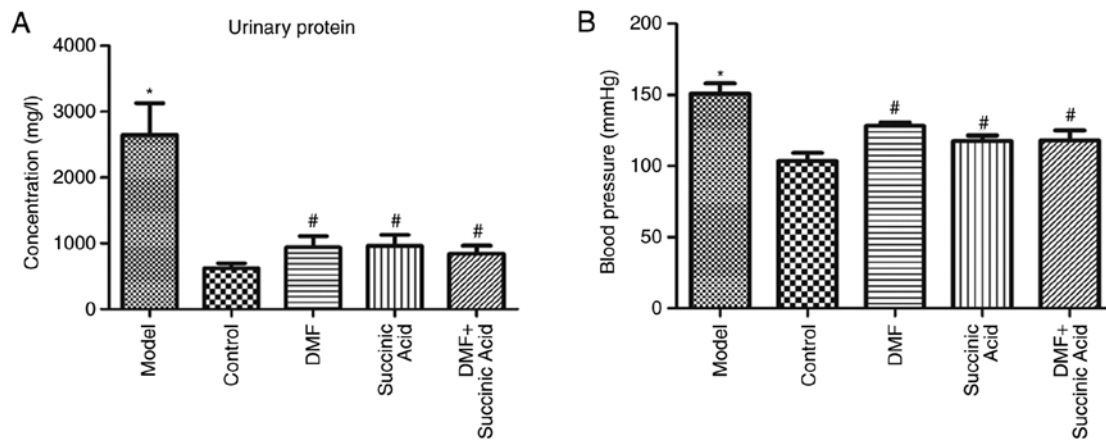 A
Urinary protein
Concentration (mg/l)
4000
3000
2000
1000
0
*
#
#
#
Model
Control
DMF
Succinic
Acid
DMF+
Succinic Acid
B
Blood pressure (mmHg)
200
150
100
50
0
*
#
#
#
Model
Control
DMF
Succinic
Acid
DMF+
Succinic Acid